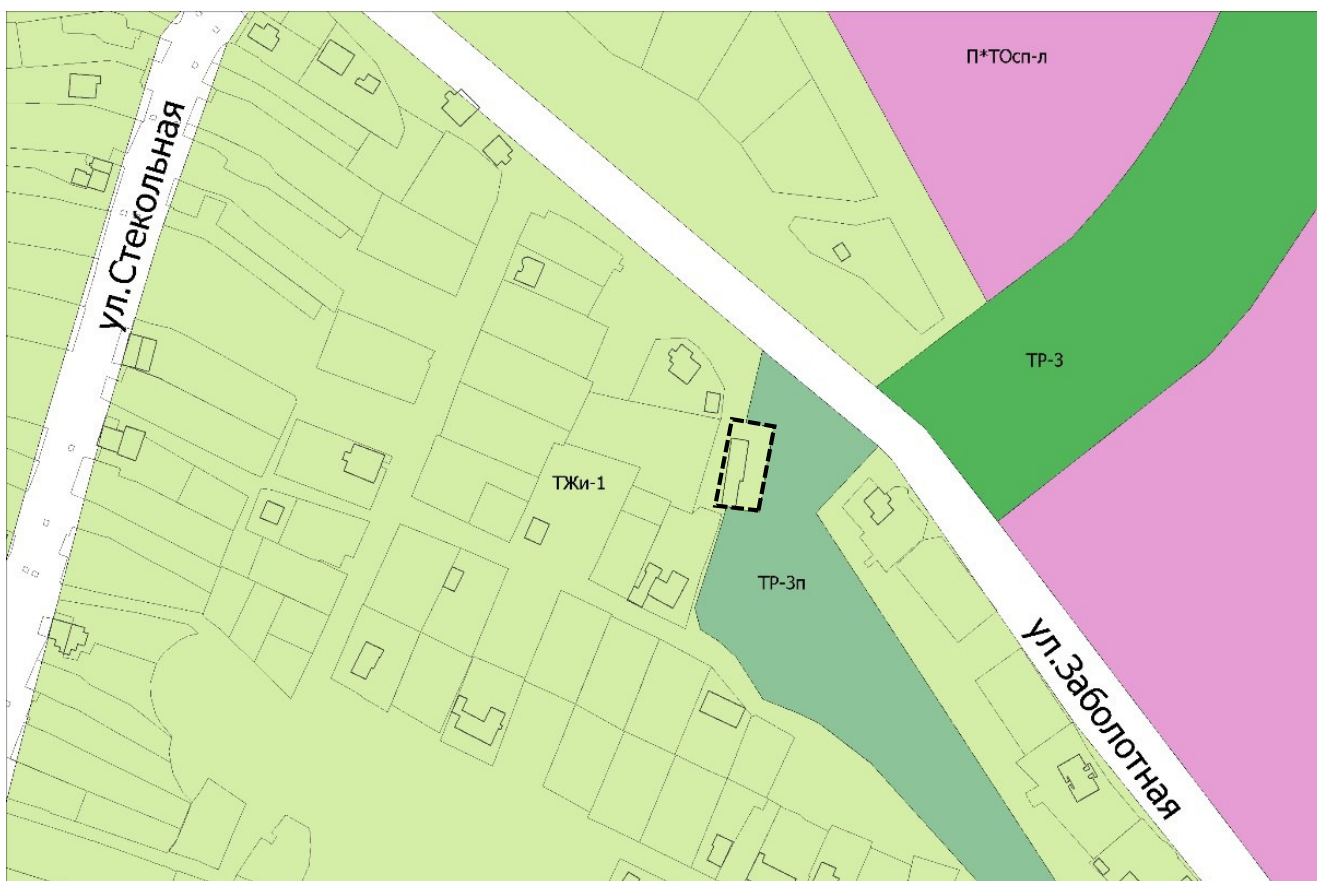 П*ТОсп-л
ул.Стекольная
ТР-3
ТЖи-1
ТР-3п
ул.Заболотная